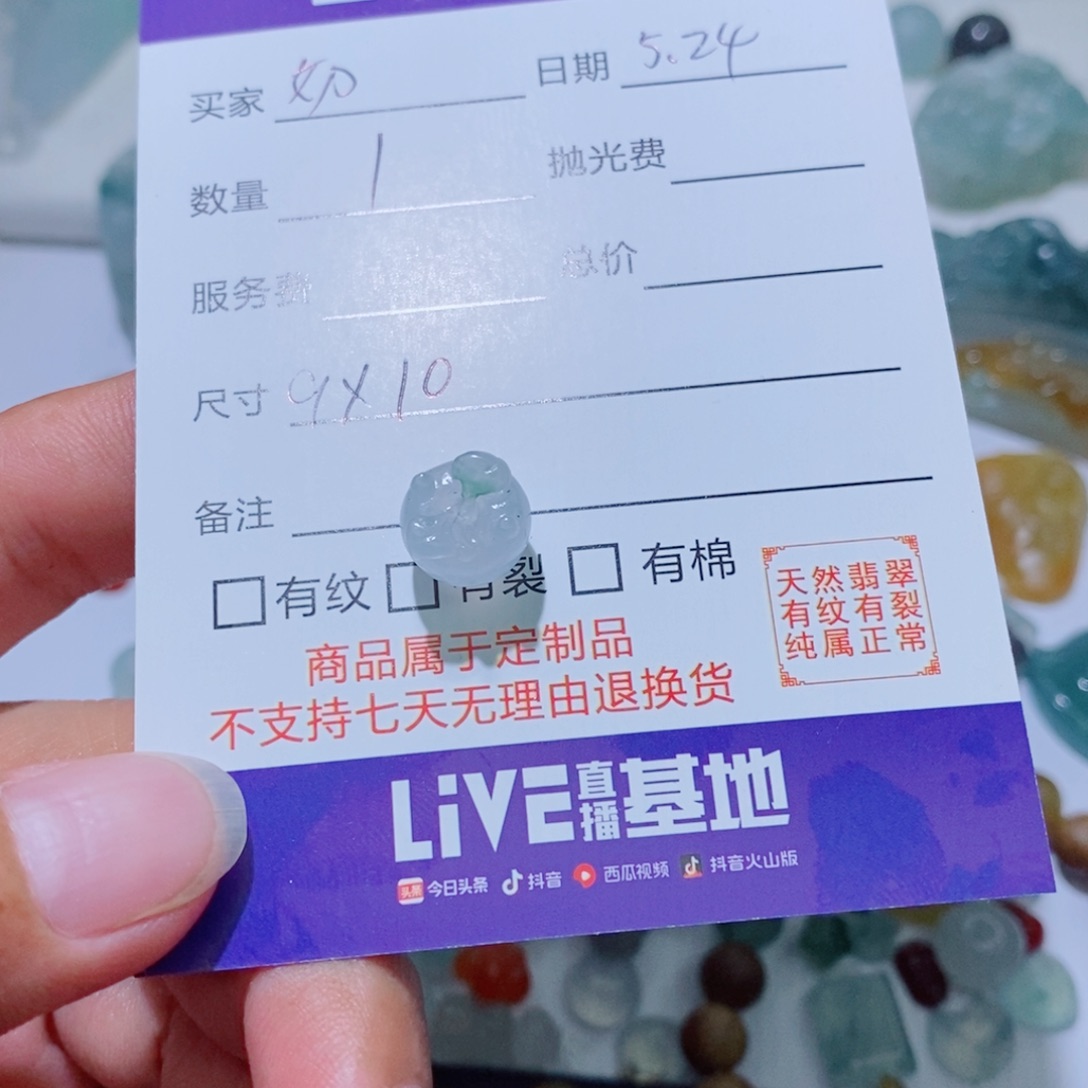 买家 幼 日期 5.24
数量 1 抛光费
服务费 总价
尺寸 9X10
备注
有纹 有裂 有棉
天然翡翠
有纹有裂
纯属正常
商品属于定制品
不支持七天无理由退换货
LiVE直播基地
头条 今日头条 抖音 西瓜视频 抖音火山版